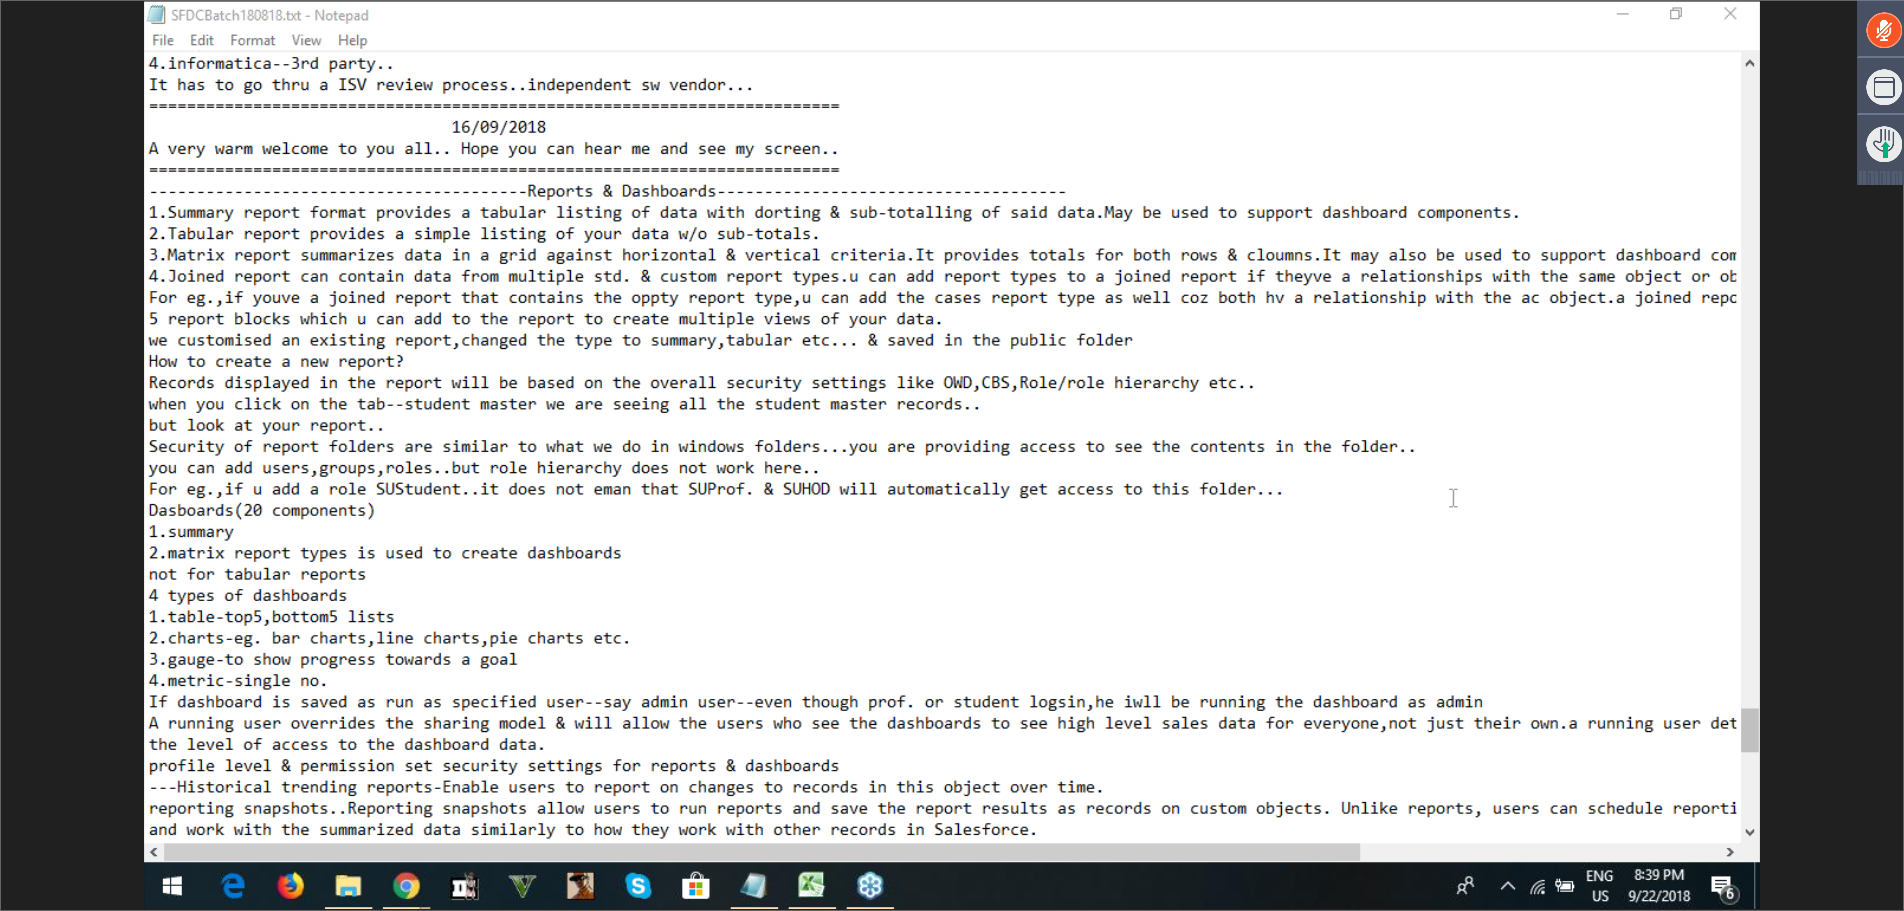 SFDCBatch180818.txt - Notepad
File Edit Format View Help
4.informatica--3rd party..
It has to go thru a ISV review process..independent sw vendor...
=========================================================================
16/09/2018
A very warm welcome to you all.. Hope you can hear me and see my screen..
=========================================================================
----------------------------------------Reports & Dashboards-------------------------------------
1.Summary report format provides a tabular listing of data with dorting & sub-totalling of said data.May be used to support dashboard components.
2.Tabular report provides a simple listing of your data w/o sub-totals.
3.Matrix report summarizes data in a grid against horizontal & vertical criteria.It provides totals for both rows & cloumns.It may also be used to support dashboard com
4.Joined report can contain data from multiple std. & custom report types.u can add report types to a joined report if theyve a relationships with the same object or ob
For eg.,if youve a joined report that contains the oppty report type,u can add the cases report type as well coz both hv a relationship with the ac object.a joined repo
5 report blocks which u can add to the report to create multiple views of your data.
we customised an existing report,changed the type to summary,tabular etc... & saved in the public folder
How to create a new report?
Records displayed in the report will be based on the overall security settings like OWD,CBS,Role/role hierarchy etc..
when you click on the tab--student master we are seeing all the student master records..
but look at your report..
Security of report folders are similar to what we do in windows folders...you are providing access to see the contents in the folder..
you can add users,groups,roles..but role hierarchy does not work here..
For eg.,if u add a role SUStudent..it does not eman that SUProf. & SUHOD will automatically get access to this folder...
Dasboards(20 components)
1.summary
2.matrix report types is used to create dashboards
not for tabular reports
4 types of dashboards
1.table-top5,bottom5 lists
2.charts-eg. bar charts,line charts,pie charts etc.
3.gauge-to show progress towards a goal
4.metric-single no.
If dashboard is saved as run as specified user--say admin user--even though prof. or student logsin,he iwll be running the dashboard as admin
A running user overrides the sharing model & will allow the users who see the dashboards to see high level sales data for everyone,not just their own.a running user det
the level of access to the dashboard data.
profile level & permission set security settings for reports & dashboards
---Historical trending reports-Enable users to report on changes to records in this object over time.
reporting snapshots..Reporting snapshots allow users to run reports and save the report results as records on custom objects. Unlike reports, users can schedule reporti
and work with the summarized data similarly to how they work with other records in Salesforce.
ENG 8:39 PM
US 9/22/2018 6